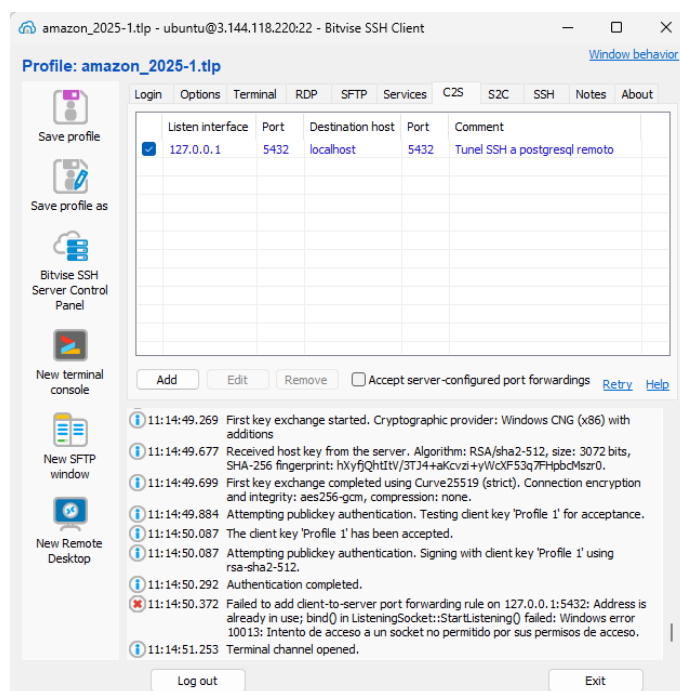 amazon_2025-1.tlp - ubuntu@3.144.118.220:22 - Bitvise SSH Client
Profile: amazon_2025-1.tlp
Window behavior
Login Options Terminal RDP SFTP Services C2S S2C SSH Notes About
Save profile
Save profile as
Bitvise SSH
Server Control
Panel
New terminal
console
New SFTP
window
New Remote
Desktop
Listen interface Port Destination host Port Comment
127.0.0.1 5432 localhost 5432 Tunel SSH a postgresql remoto
Add Edit Remove Accept server-configured port forwardings Retry Help
11:14:49.269 First key exchange started. Cryptographic provider: Windows CNG (x86) with
additions
11:14:49.677 Received host key from the server. Algorithm: RSA/sha2-512, size: 3072 bits,
SHA-256 fingerprint: hXyfjQhtItV/3TJ4+aKcvzi+yWcXF53q7FHpbcMszr0.
11:14:49.699 First key exchange completed using Curve25519 (strict). Connection encryption
and integrity: aes256-gcm, compression: none.
11:14:49.884 Attempting publickey authentication. Testing client key 'Profile 1' for acceptance.
11:14:50.087 The client key 'Profile 1' has been accepted.
11:14:50.087 Attempting publickey authentication. Signing with client key 'Profile 1' using
rsa-sha2-512.
11:14:50.292 Authentication completed.
11:14:50.372 Failed to add client-to-server port forwarding rule on 127.0.0.1:5432: Address is
already in use; bind() in ListeningSocket::StartListening() failed: Windows error
10013: Intento de acceso a un socket no permitido por sus permisos de acceso.
11:14:51.253 Terminal channel opened.
Log out Exit